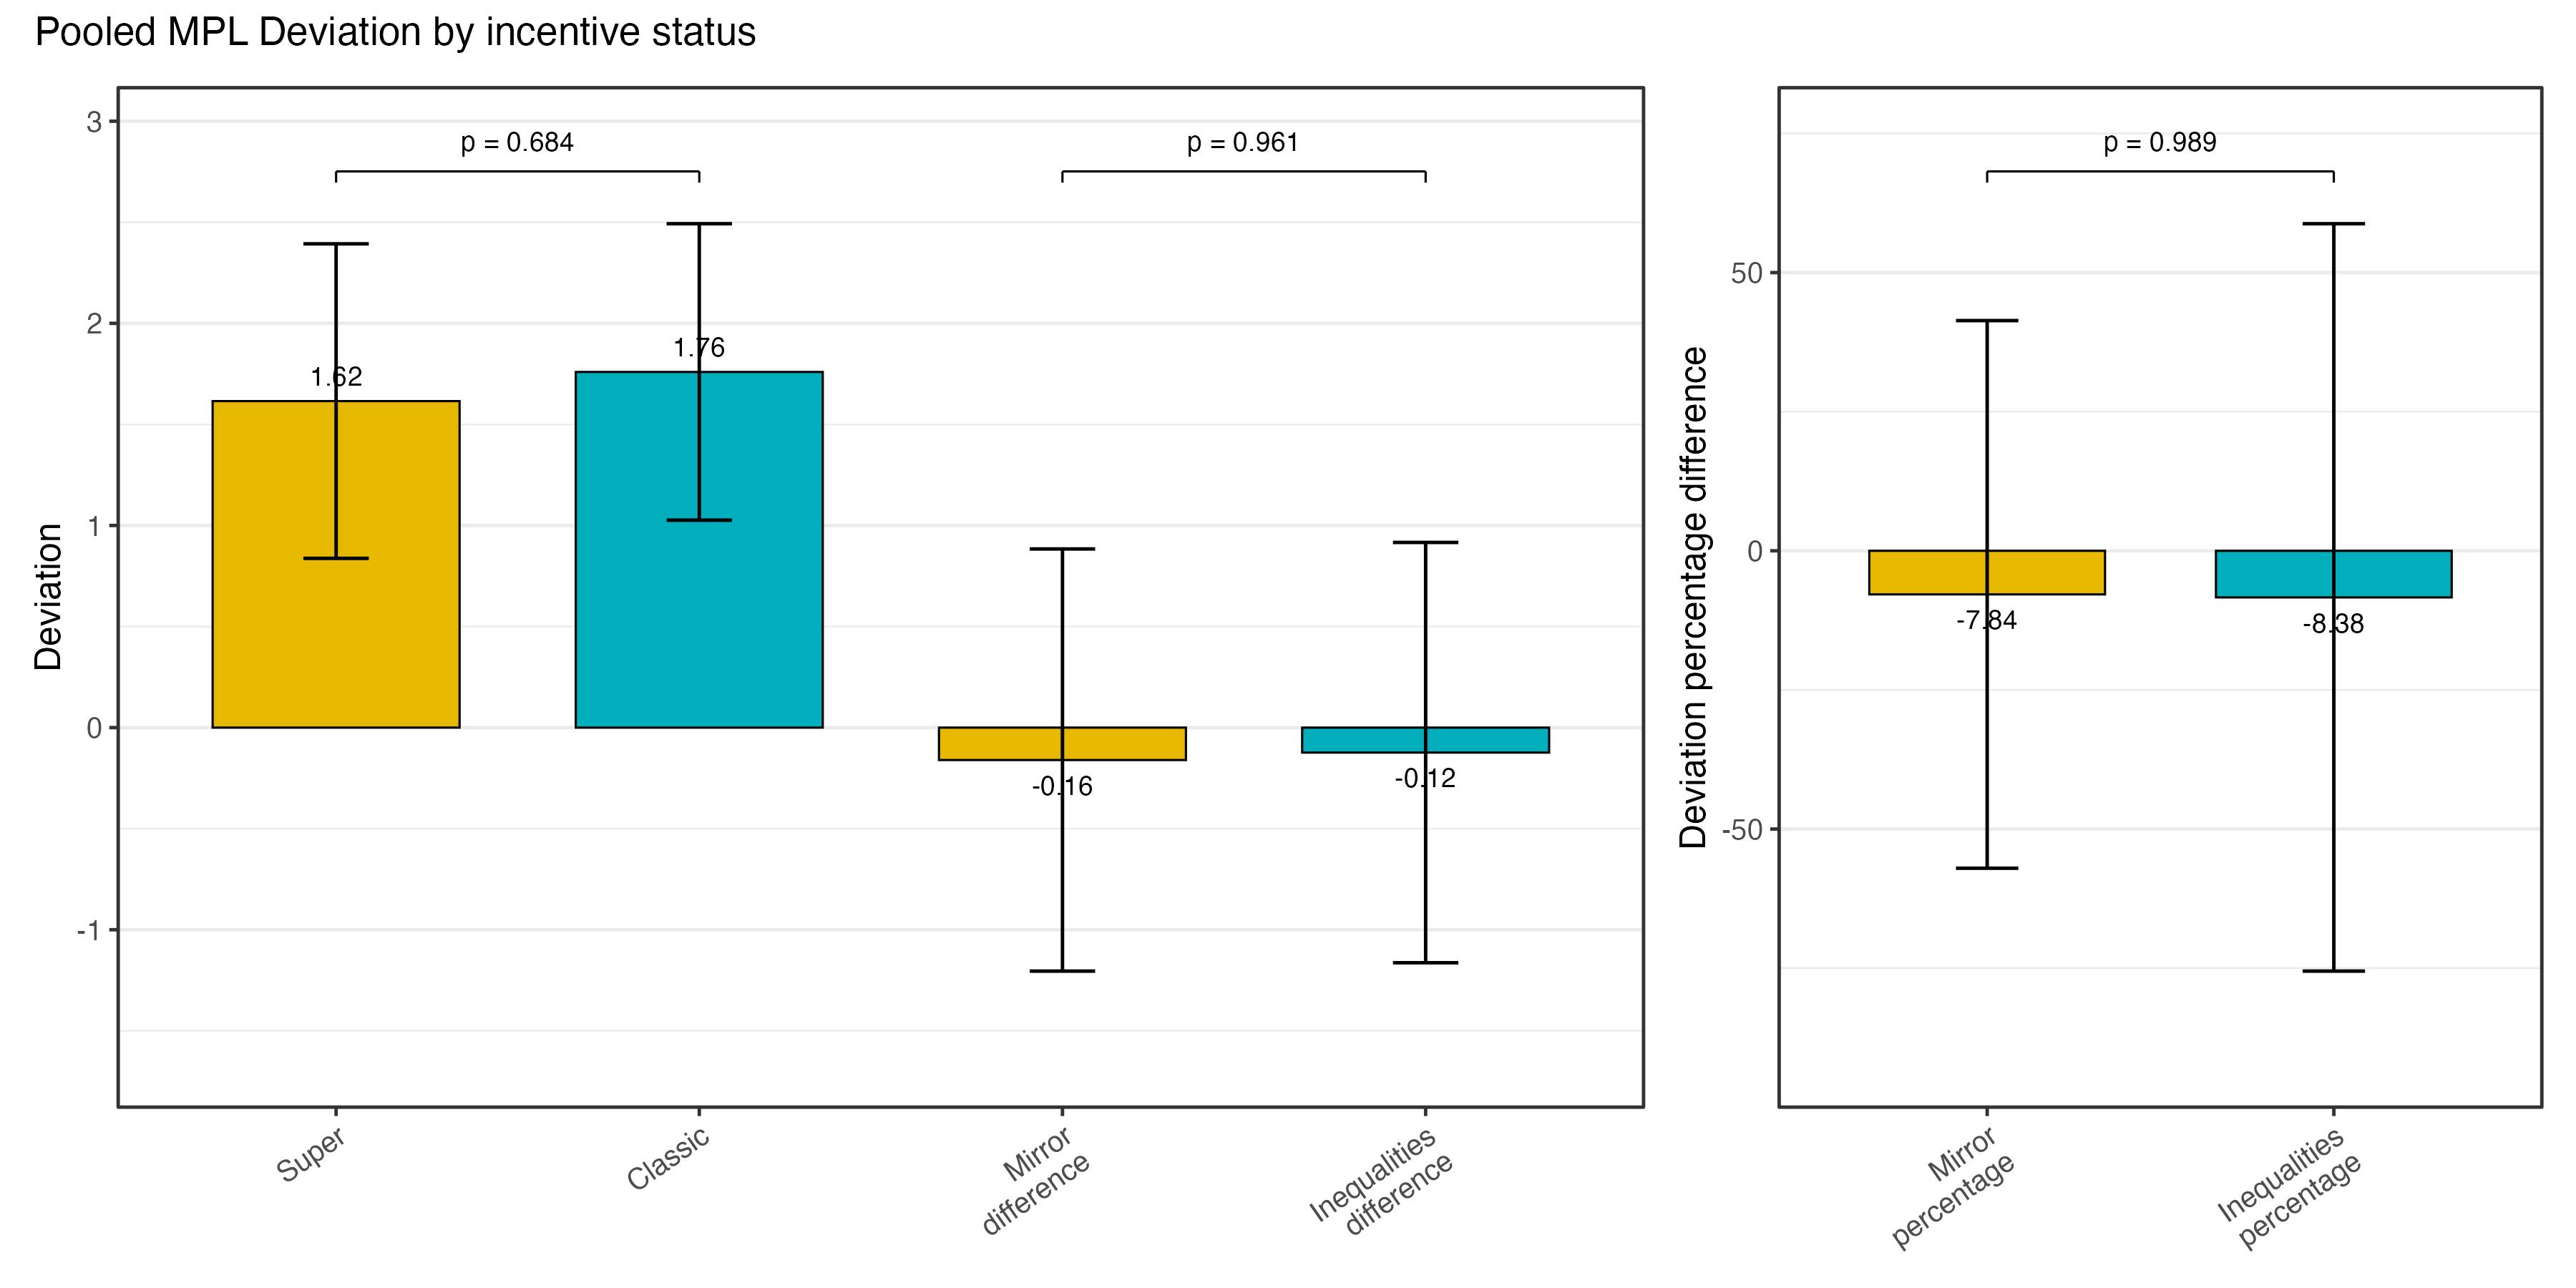 Pooled MPL Deviation by incentive status
Deviation
3
2
1
0
-1
p = 0.684
p = 0.961
1.62
1.76
-0.16
-0.12
Super
Classic
Mirror
difference
Inequalities
difference
Deviation percentage difference
50
0
-50
p = 0.989
-7.84
-8.38
Mirror
percentage
Inequalities
percentage